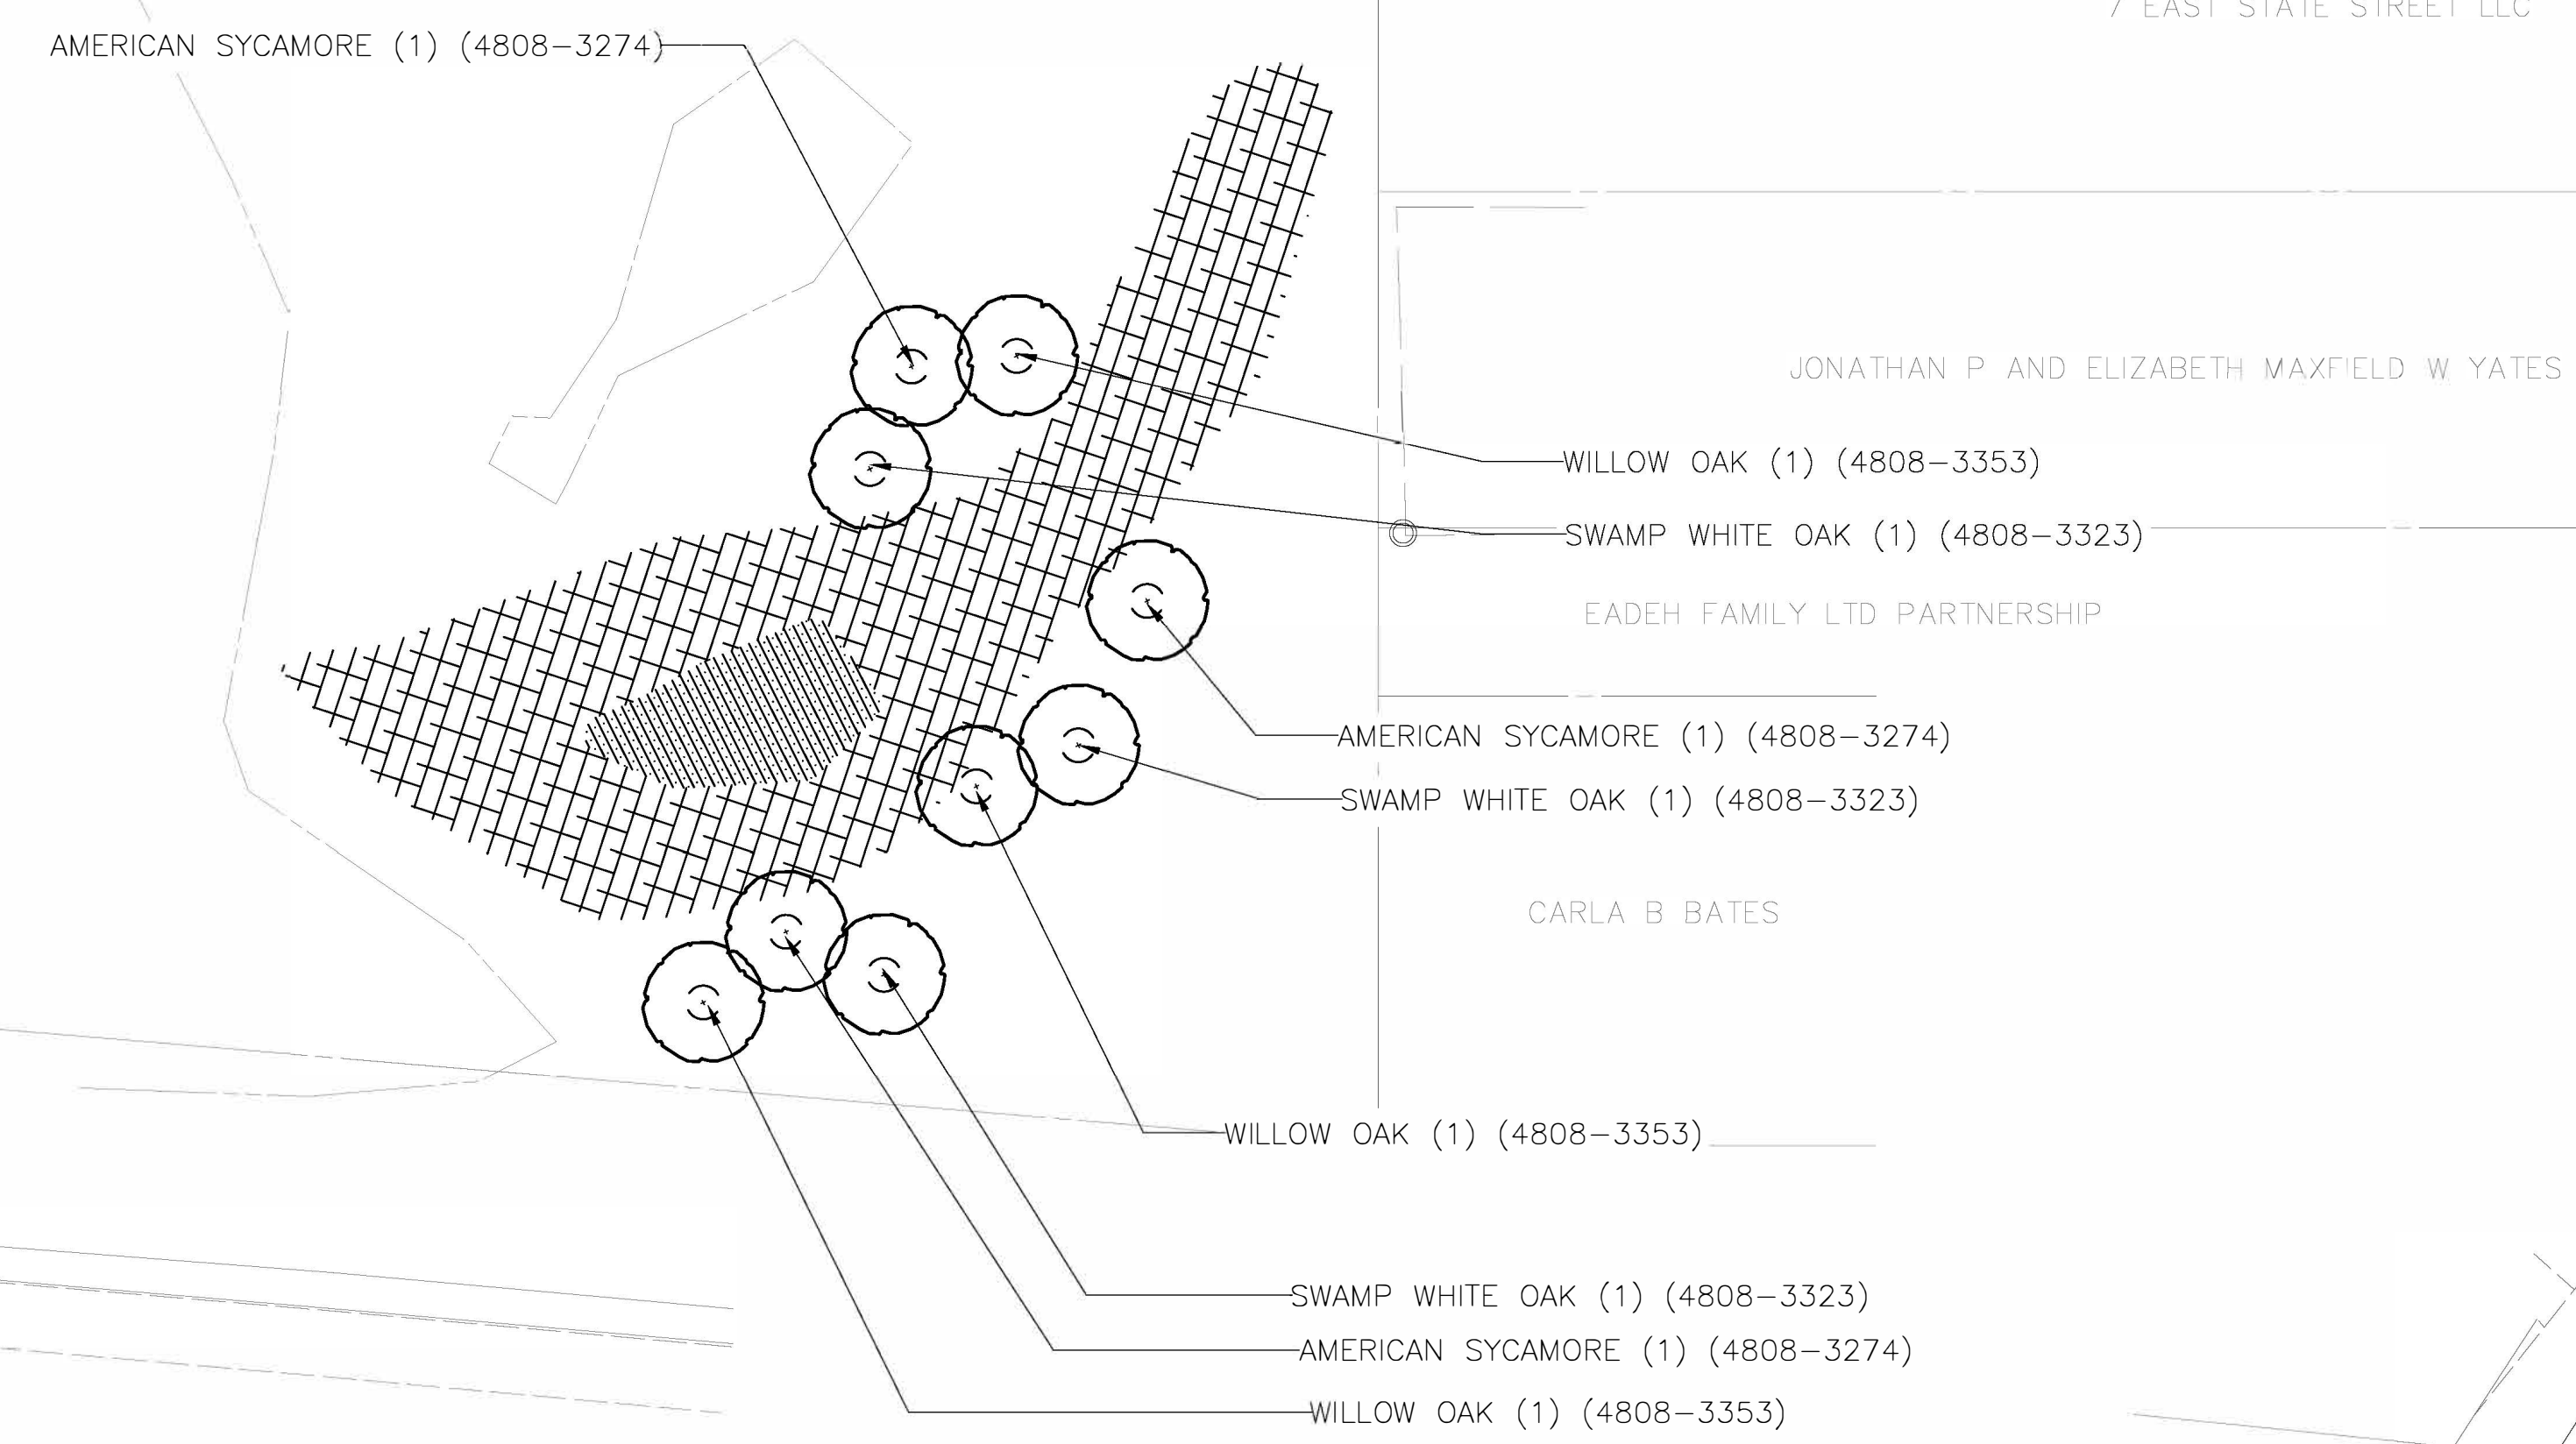 7 EAST STATE STREET LLC
AMERICAN SYCAMORE (1) (4808-3274)
JONATHAN P AND ELIZABETH MAXFIELD W YATES
WILLOW OAK (1) (4808-3353)
SWAMP WHITE OAK (1) (4808-3323)
EADEH FAMILY LTD PARTNERSHIP
AMERICAN SYCAMORE (1) (4808-3274)
SWAMP WHITE OAK (1) (4808-3323)
CARLA B BATES
WILLOW OAK (1) (4808-3353)
SWAMP WHITE OAK (1) (4808-3323)
AMERICAN SYCAMORE (1) (4808-3274)
WILLOW OAK (1) (4808-3353)